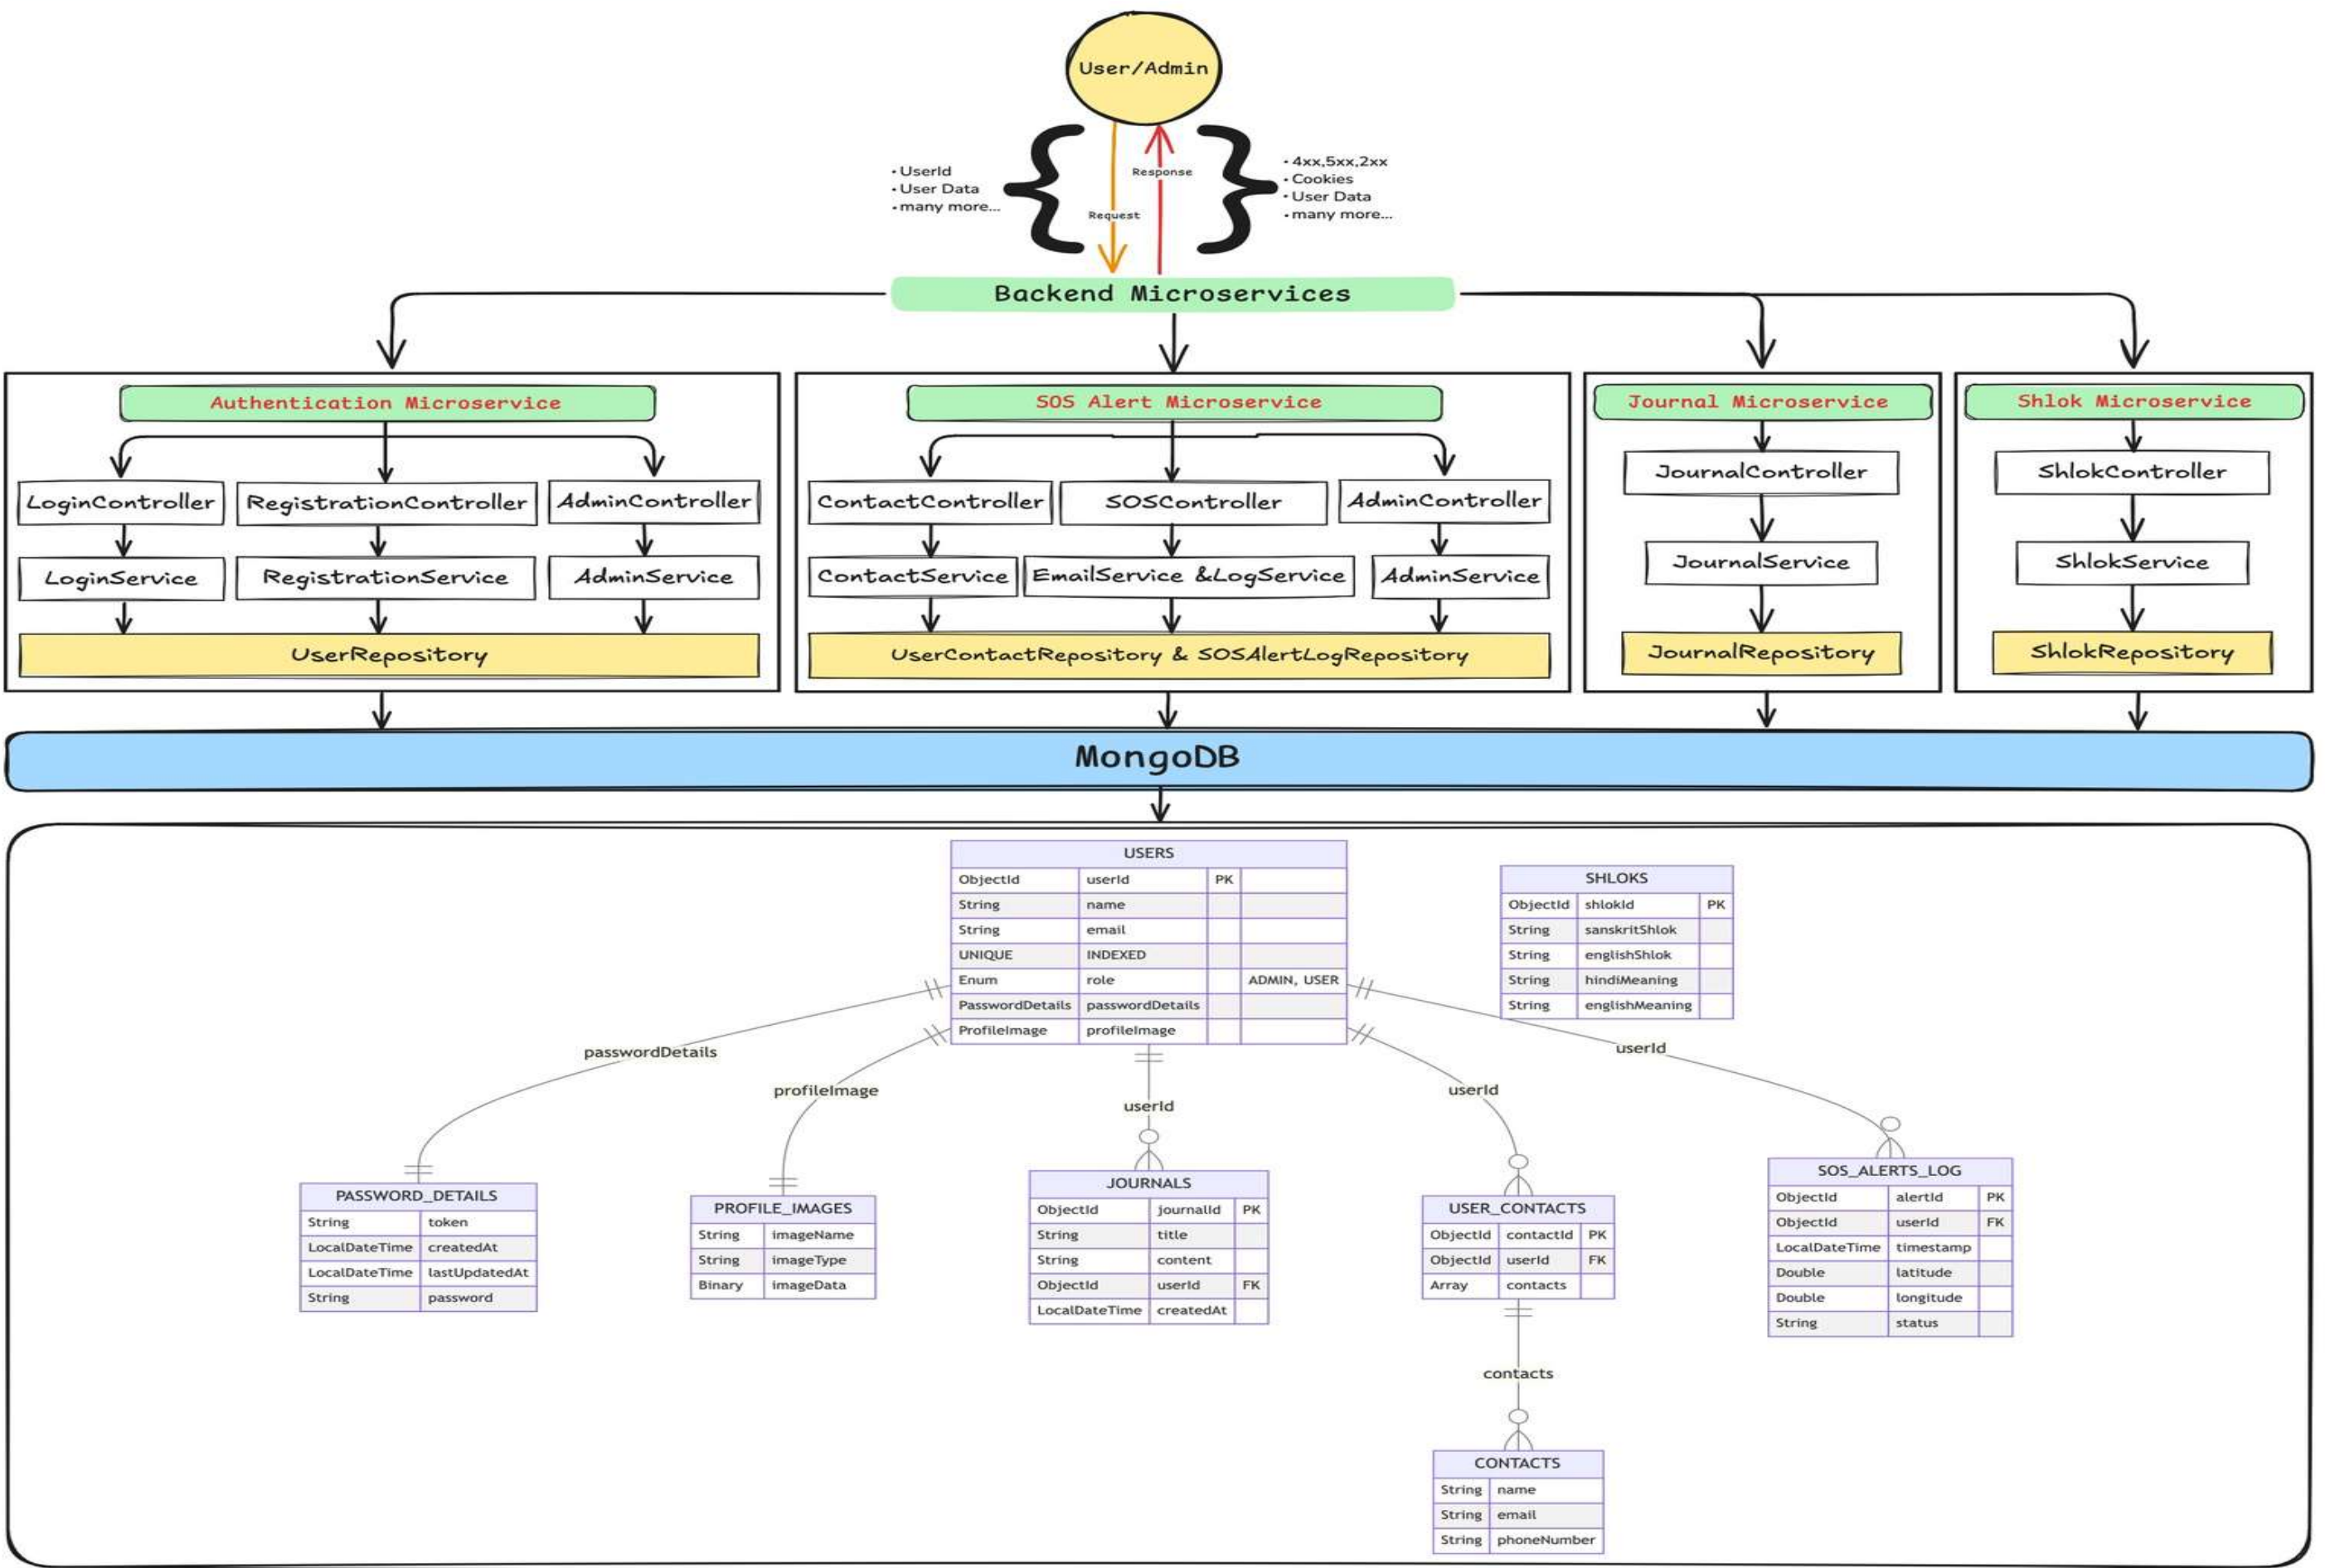 User/Admin
• UserId
• User Data
• many more...
Request
Response
• 4xx,5xx,2xx
• Cookies
• User Data
• many more...
Backend Microservices
Authentication Microservice
LoginController
RegistrationController
AdminController
LoginService
RegistrationService
AdminService
UserRepository
SOS Alert Microservice
ContactController
SOSController
AdminController
ContactService
EmailService &LogService
AdminService
UserContactRepository & SOSAlertLogRepository
Journal Microservice
JournalController
JournalService
JournalRepository
Shlok Microservice
ShlokController
ShlokService
ShlokRepository
MongoDB
USERS
ObjectId userId PK
String name
String email
UNIQUE INDEXED
Enum role ADMIN, USER
PasswordDetails passwordDetails
ProfileImage profileImage
SHLOKS
ObjectId shlokId PK
String sanskritShlok
String englishShlok
String hindiMeaning
String englishMeaning
passwordDetails
profileImage
userId
userId
userId
PASSWORD_DETAILS
String token
LocalDateTime createdAt
LocalDateTime lastUpdatedAt
String password
PROFILE_IMAGES
String imageName
String imageType
Binary imageData
JOURNALS
ObjectId journalId PK
String title
String content
ObjectId userId FK
LocalDateTime createdAt
USER_CONTACTS
ObjectId contactId PK
ObjectId userId FK
Array contacts
SOS_ALERTS_LOG
ObjectId alertId PK
ObjectId userId FK
LocalDateTime timestamp
Double latitude
Double longitude
String status
contacts
CONTACTS
String name
String email
String phoneNumber